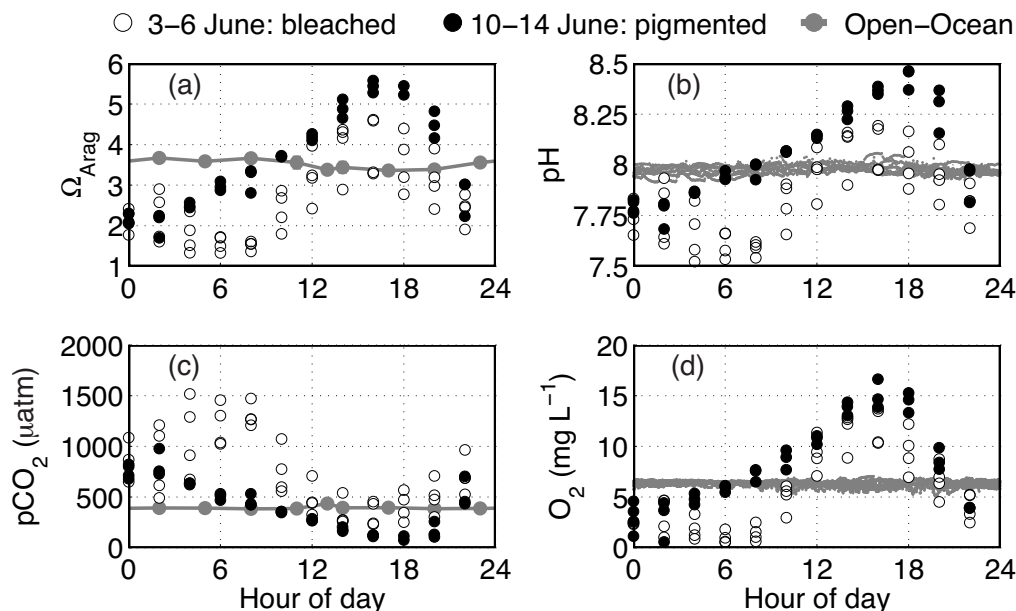 3−6 June: bleached 10−14 June: pigmented Open−Ocean
(a)
6
5
4
3
2
1
Ω_Arag
0 6 12 18 24
(b)
8.5
8.25
8
7.75
7.5
pH
0 6 12 18 24
(c)
2000
1500
1000
500
0
pCO₂ (μatm)
0 6 12 18 24
Hour of day
(d)
20
15
10
5
0
O₂ (mg L⁻¹)
0 6 12 18 24
Hour of day